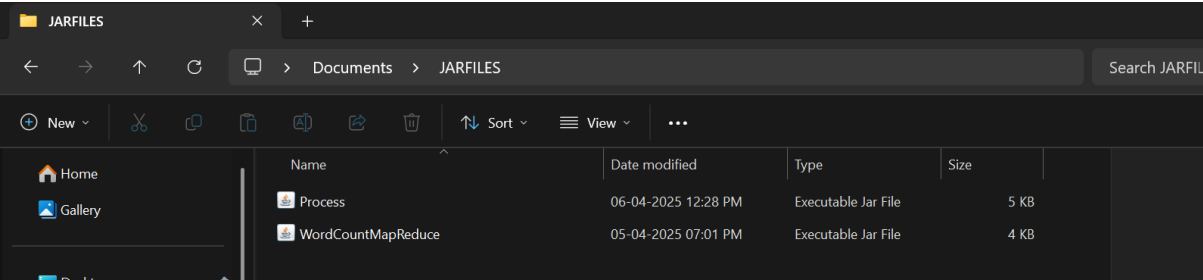 JARFILES
Documents > JARFILES
Search JARFIL
New
Sort
View
Name Date modified Type Size
Home
Gallery
Process 06-04-2025 12:28 PM Executable Jar File 5 KB
WordCountMapReduce 05-04-2025 07:01 PM Executable Jar File 4 KB